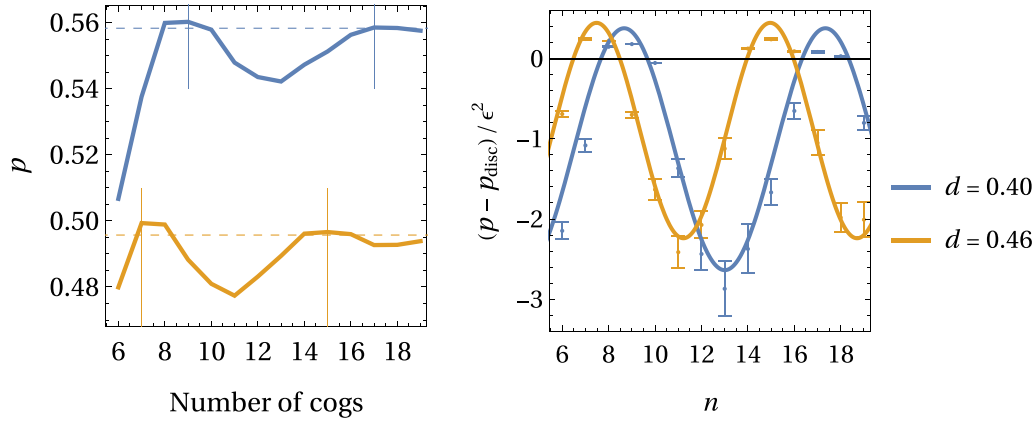 0.56
0.54
0.52
0.50
0.48
p
6 8 10 12 14 16 18
Number of cogs
0
−1
−2
−3
(p − p_disc) / ϵ²
6 8 10 12 14 16 18
n
d = 0.40
d = 0.46